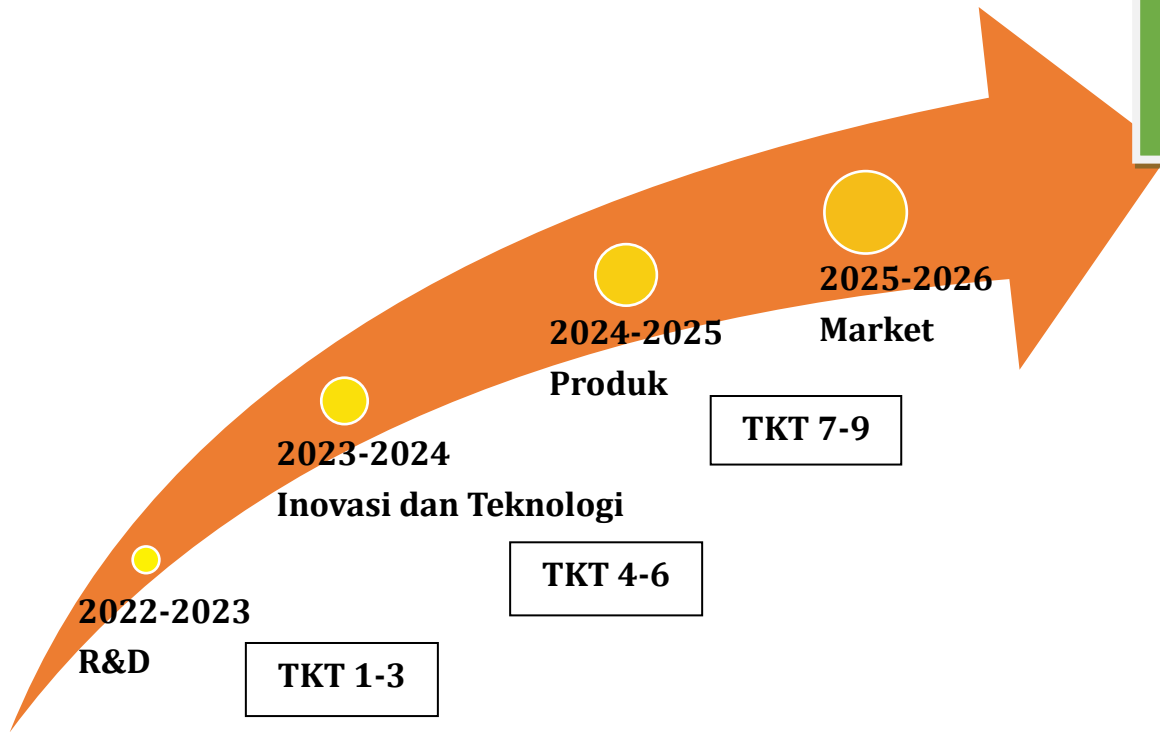 2025-2026
Market
2024-2025
Produk
TKT 7-9
2023-2024
Inovasi dan Teknologi
TKT 4-6
2022-2023
R&D
TKT 1-3